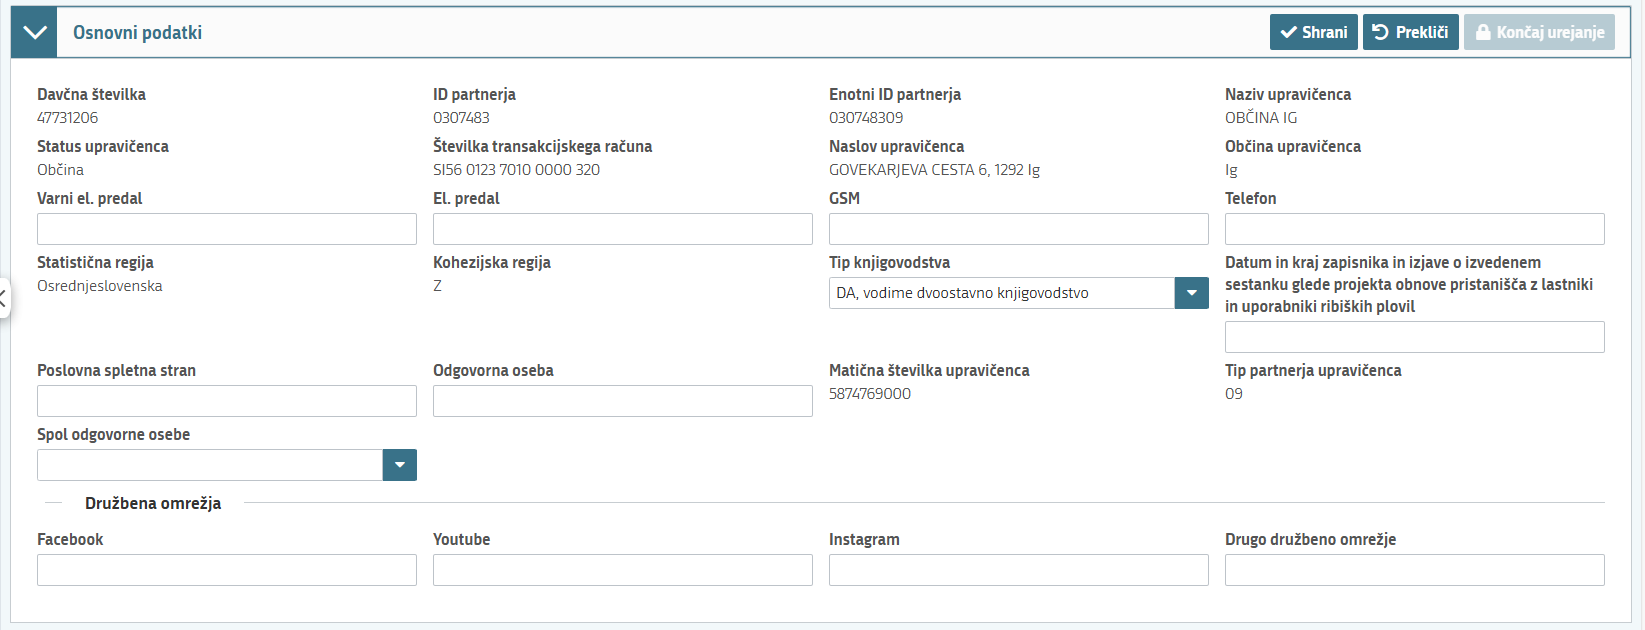 Osnovni podatki
Shrani
Prekliči
Končaj urejanje
Davčna številka
47731206
ID partnerja
0307483
Enotni ID partnerja
030748309
Naziv upravičenca
OBČINA IG
Status upravičenca
Občina
Številka transakcijskega računa
SI56 0123 7010 0000 320
Naslov upravičenca
GOVEKARJEVA CESTA 6, 1292 Ig
Občina upravičenca
Ig
Varni el. predal
El. predal
GSM
Telefon
Statistična regija
Osrednjeslovenska
Kohezijska regija
Z
Tip knjigovodstva
DA, vodime dvoostavno knjigovodstvo
Datum in kraj zapisnika in izjave o izvedenem
sestanku glede projekta obnove pristanišča z lastniki
in uporabniki ribiških plovil
Poslovna spletna stran
Odgovorna oseba
Matična številka upravičenca
5874769000
Tip partnerja upravičenca
09
Spol odgovorne osebe
Družbena omrežja
Facebook
Youtube
Instagram
Drugo družbeno omrežje